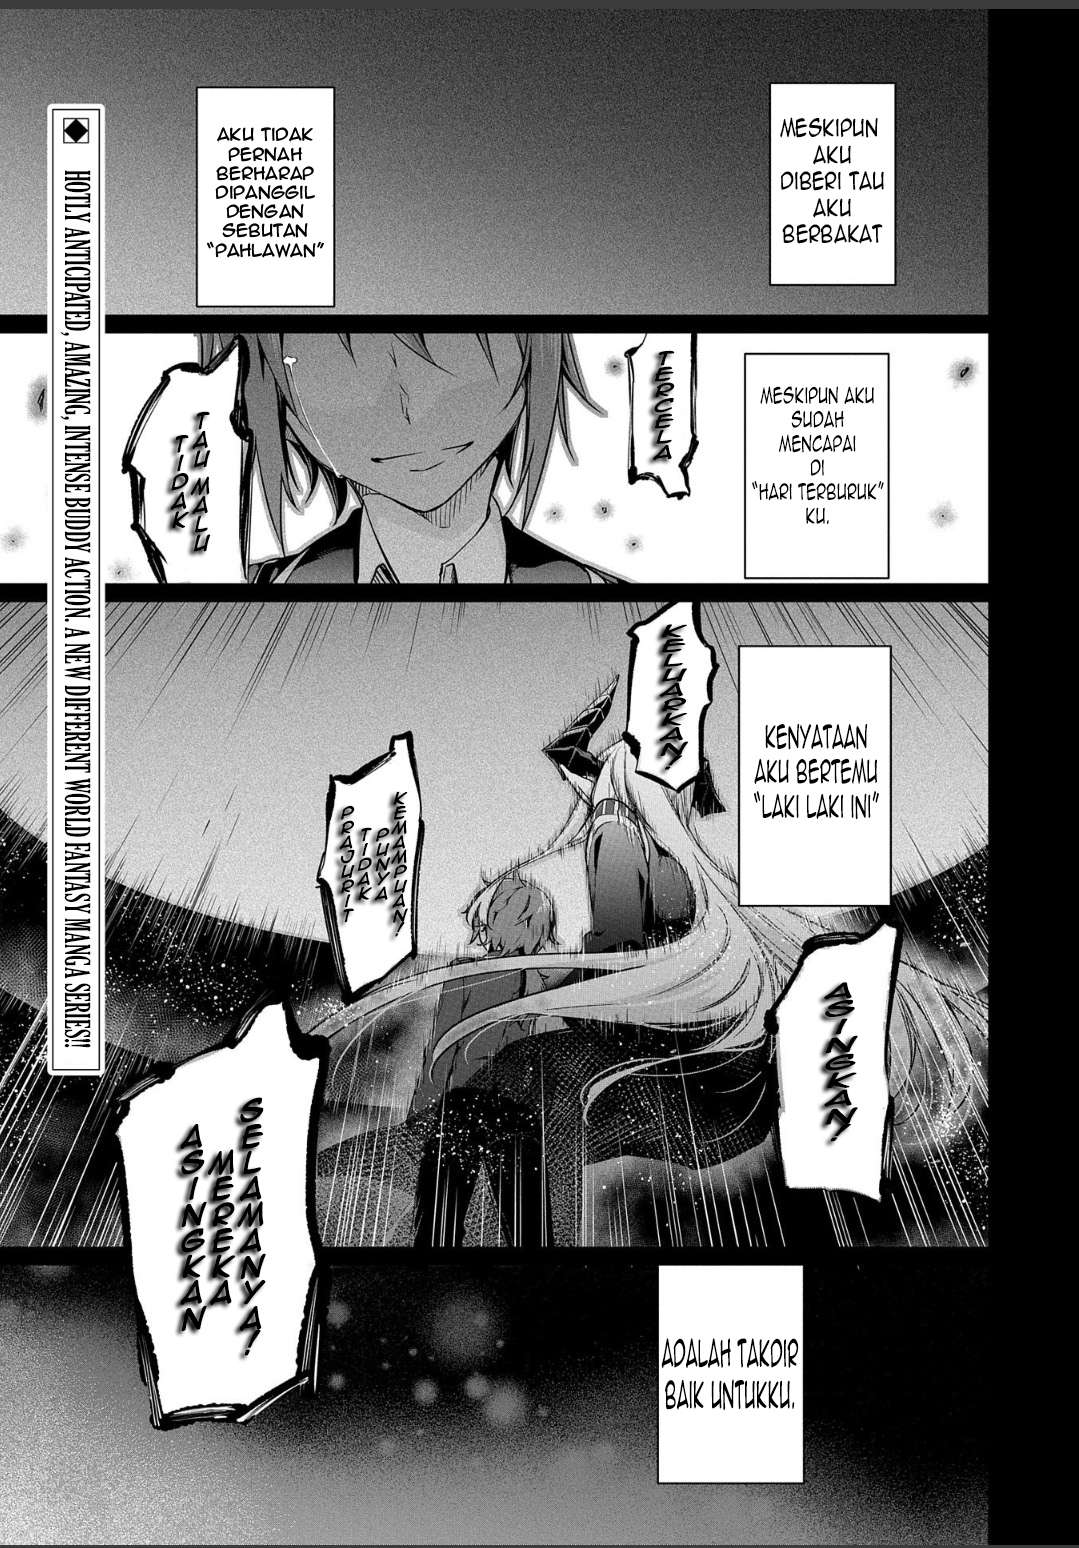 MESKIPUN
AKU
DIBERI TAU
AKU
BERBAKAT
AKU TIDAK
PERNAH
BERHARAP
DIPANGGIL
DENGAN
SEBUTAN
“PAHLAWAN”
HOTLY ANTICIPATED, AMAZING, INTENSE BUDDY ACTION. A NEW DIFFERENT WORLD FANTASY MANGA SERIES!!
MESKIPUN AKU
SUDAH
MENCAPAI
DI
“HARI TERBURUK”
KU.
TERCELA
TIDAK
TAU MALU
KENYATAAN
AKU BERTEMU
“LAKI LAKI INI”
KELUARKAN!
PRAJURIT
TIDAK
PUNYA
KEMAMPUAN!
ASINGKAN!
ASINGKAN
MEREKA
SELAMANYA!
ADALAH TAKDIR
BAIK UNTUKKU.